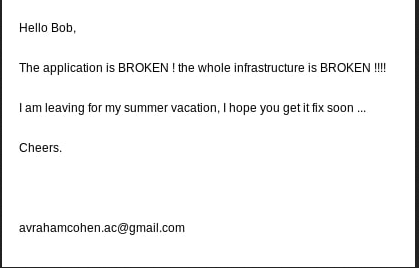 Hello Bob,
The application is BROKEN ! the whole infrastructure is BROKEN !!!!
I am leaving for my summer vacation, I hope you get it fix soon ...
Cheers.
avrahamcohen.ac@gmail.com